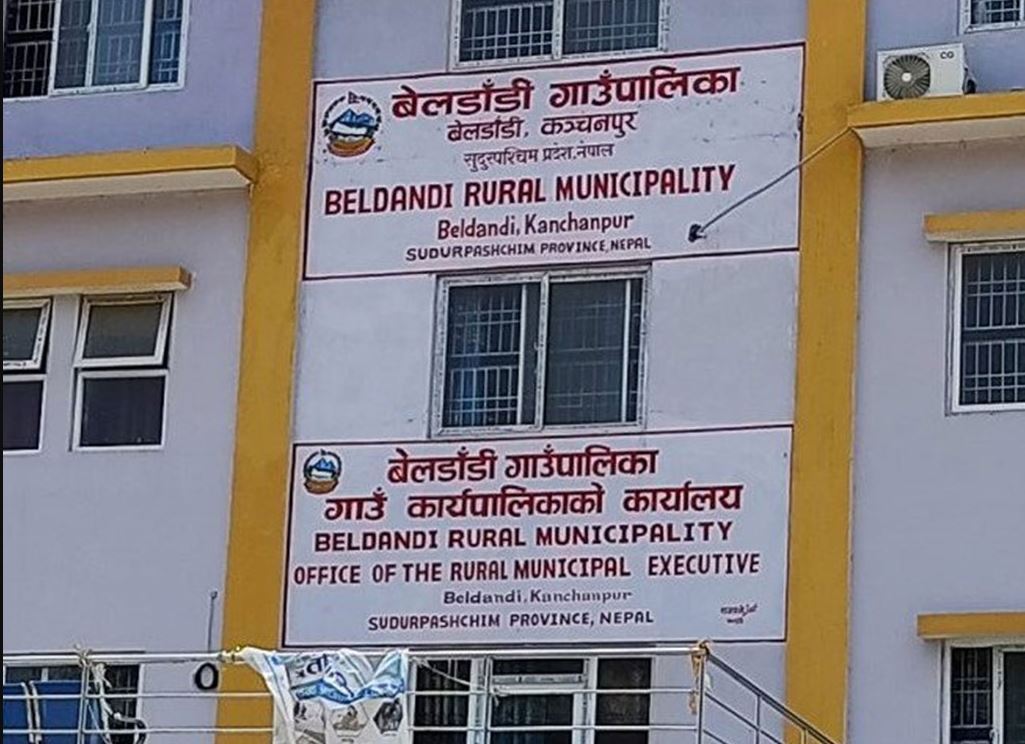 बेलडाँडी गाउँपालिका
बेलडाँडी, कञ्चनपुर
सुदुरपश्चिम प्रदेश,नेपाल
BELDANDI RURAL MUNICIPALITY
Beldandi, Kanchanpur
SUDURPASHCHIM PROVINCE, NEPAL
बेलडाँडी गाउँपालिका
गाउँ कार्यपालिकाको कार्यालय
BELDANDI RURAL MUNICIPALITY
OFFICE OF THE RURAL MUNICIPAL EXECUTIVE
Beldandi, Kanchanpur
SUDURPASHCHIM PROVINCE, NEPAL
CG